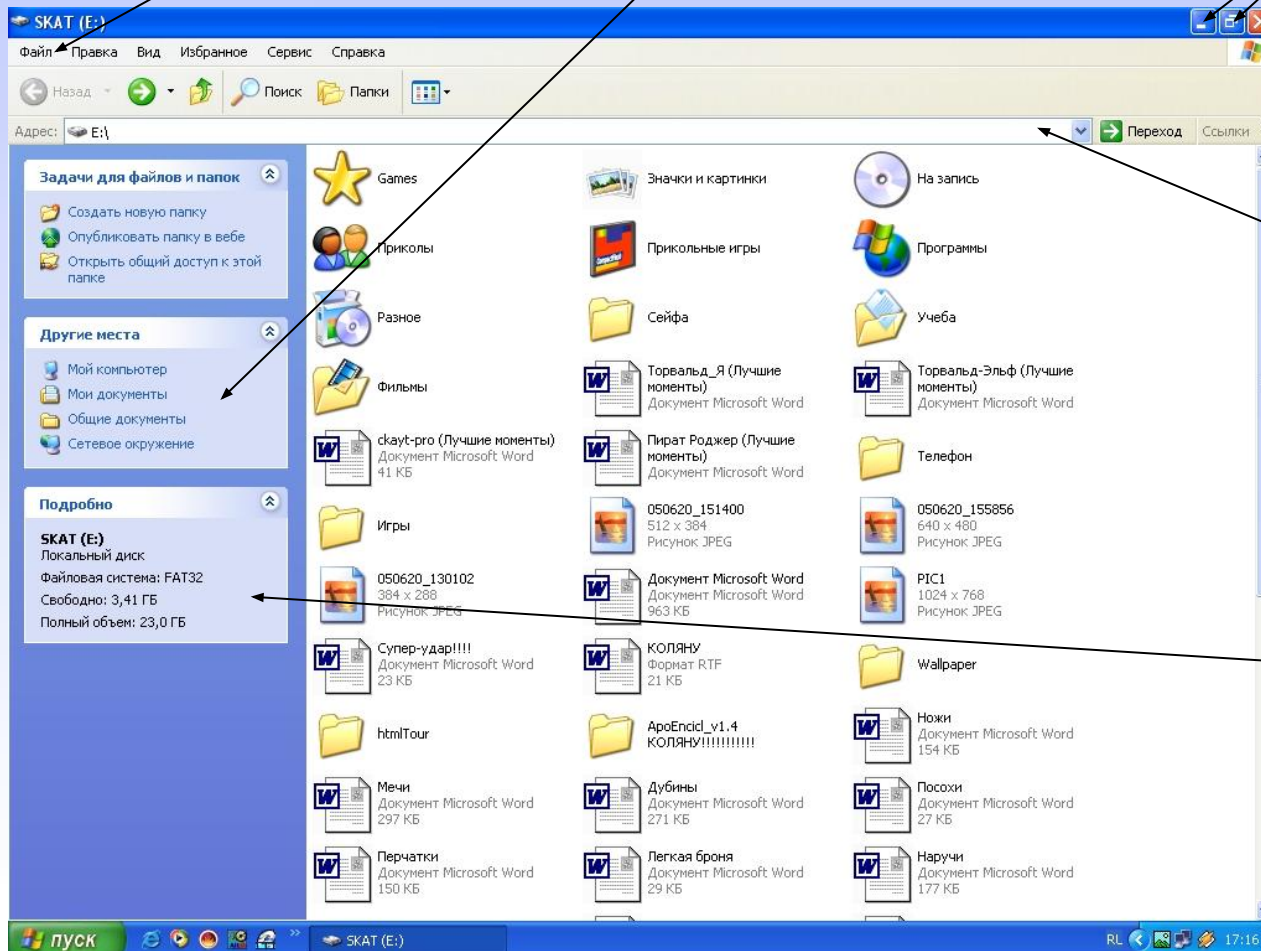 SKAT (E:)
Файл Правка Вид Избранное Сервис Справка
Назад Поиск Папки
Адрес: E:\ Переход Ссылки
Задачи для файлов и папок
Создать новую папку
Опубликовать папку в вебе
Открыть общий доступ к этой
папке
Другие места
Мой компьютер
Мои документы
Общие документы
Сетевое окружение
Подробно
SKAT (E:)
Локальный диск
Файловая система: FAT32
Свободно: 3,41 ГБ
Полный объем: 23,0 ГБ
Games
Значки и картинки
На запись
Приколы
Прикольные игры
Программы
Разное
Сейфа
Учеба
Фильмы
Торвальд_Я (Лучшие
моменты)
Документ Microsoft Word
Торвальд-Эльф (Лучшие
моменты)
Документ Microsoft Word
ckayt-pro (Лучшие моменты)
Документ Microsoft Word
41 КБ
Пират Роджер (Лучшие
моменты)
Документ Microsoft Word
Телефон
Игры
050620_151400
512 x 384
Рисунок JPEG
050620_155856
640 x 480
Рисунок JPEG
050620_130102
384 x 288
Рисунок JPEG
Документ Microsoft Word
Документ Microsoft Word
963 КБ
PIC1
1024 x 768
Рисунок JPEG
Супер-удар!!!!
Документ Microsoft Word
23 КБ
КОЛЯНУ
Формат RTF
21 КБ
Wallpaper
htmlTour
ApoEncicl_v1.4
КОЛЯНУ!!!!!!!!!!!
Ножи
Документ Microsoft Word
154 КБ
Мечи
Документ Microsoft Word
297 КБ
Дубины
Документ Microsoft Word
271 КБ
Посохи
Документ Microsoft Word
27 КБ
Перчатки
Документ Microsoft Word
150 КБ
Легкая броня
Документ Microsoft Word
29 КБ
Наручи
Документ Microsoft Word
177 КБ
пуск SKAT (E:) RL 17:16